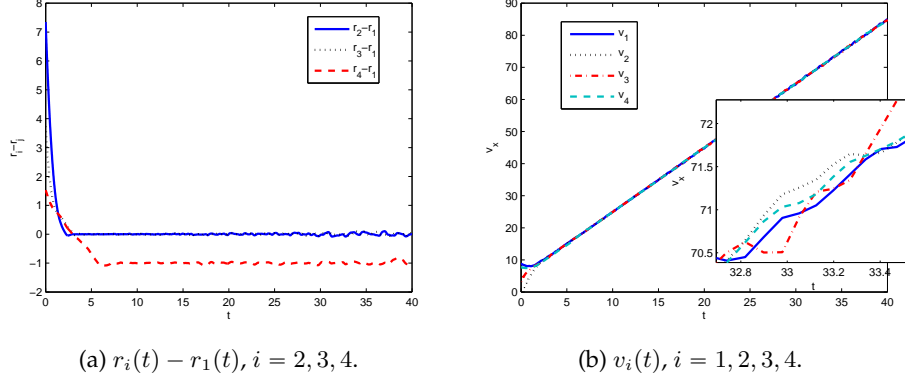 8
7
6
5
4
3
2
1
0
−1
−2
r_i−r_j
0 5 10 15 20 25 30 35 40
t
r_2−r_1
r_3−r_1
r_4−r_1
90
80
70
60
50
40
30
20
10
0
v_x
0 5 10 15 20 25 30 35 40
t
v_1
v_2
v_3
v_4
72
71.5
71
70.5
v_x
32.8 33 33.2 33.4
t
(a) r_i(t) − r_1(t), i = 2, 3, 4.
(b) v_i(t), i = 1, 2, 3, 4.